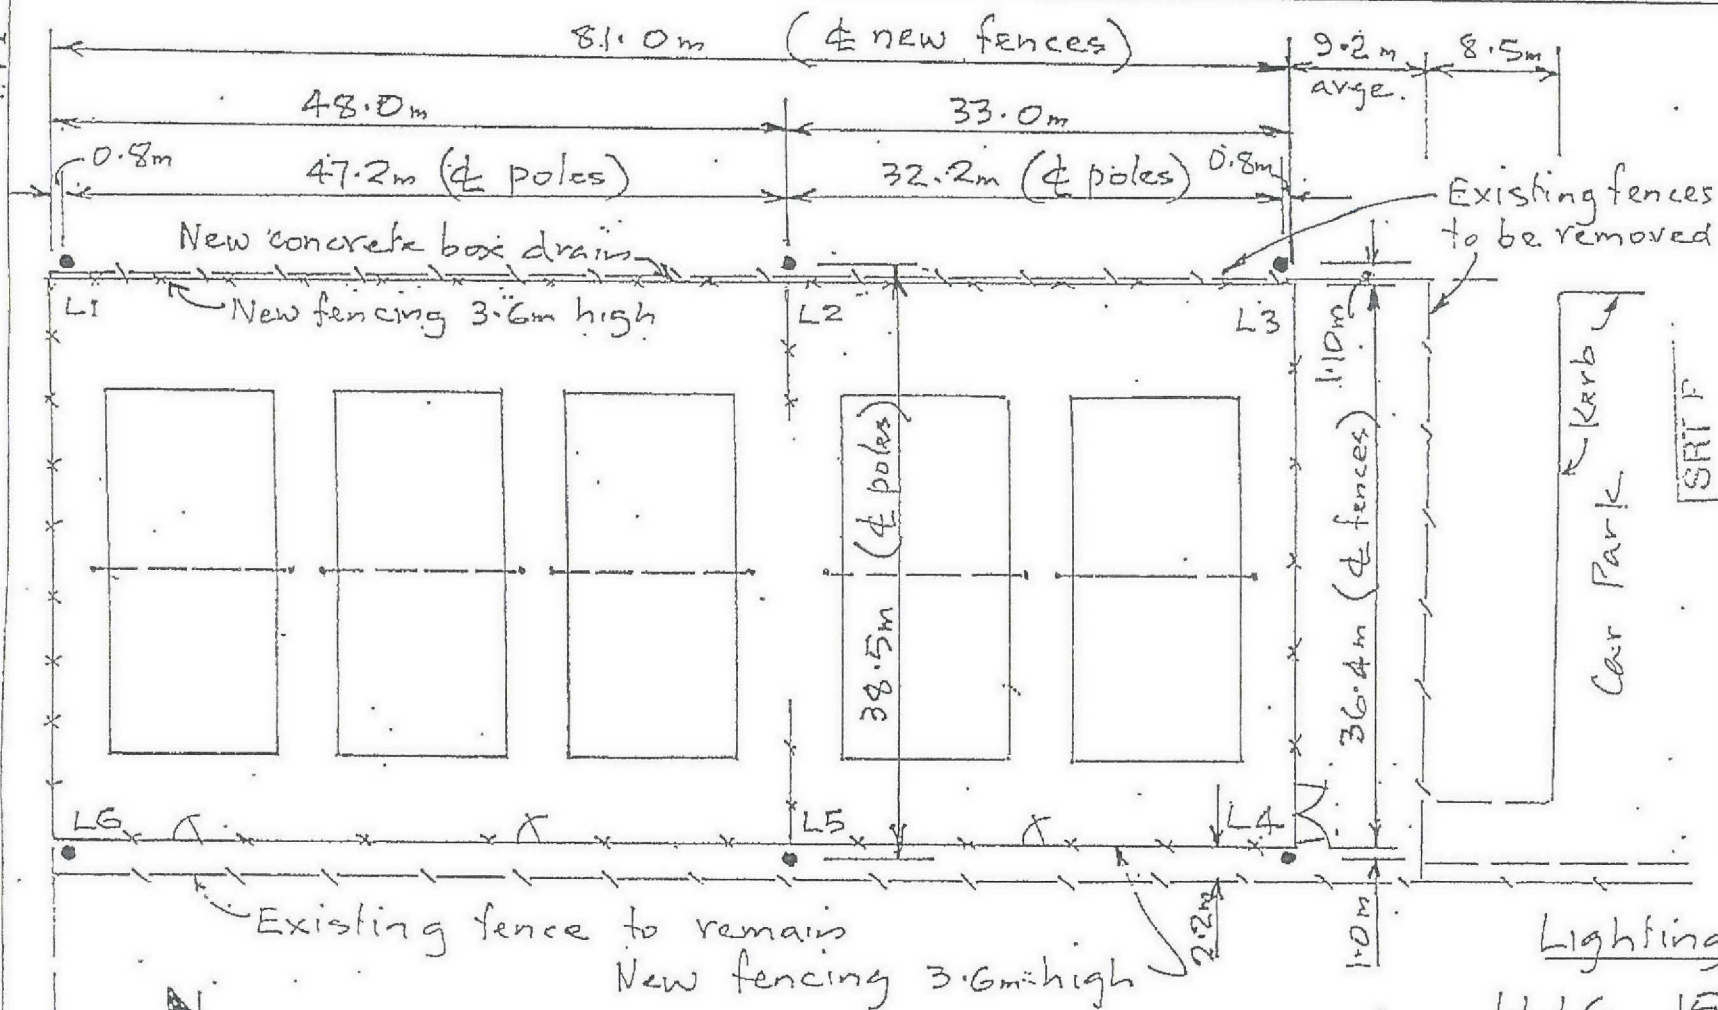 81.0m (℄ new fences)
9.2m
avge.
8.5m
48.0m
33.0m
0.8m
47.2m (℄ poles)
32.2m (℄ poles)
0.8m
Existing fences
to be removed
New concrete box drain
New fencing 3.6m high
L1
L2
L3
1.10m
38.5m (℄ poles)
36.4m (℄ fences)
Kerb
Car Park
L6
L5
L4
2.2m
1.0m
Existing fence to remain
New fencing 3.6m high
Lighting
N